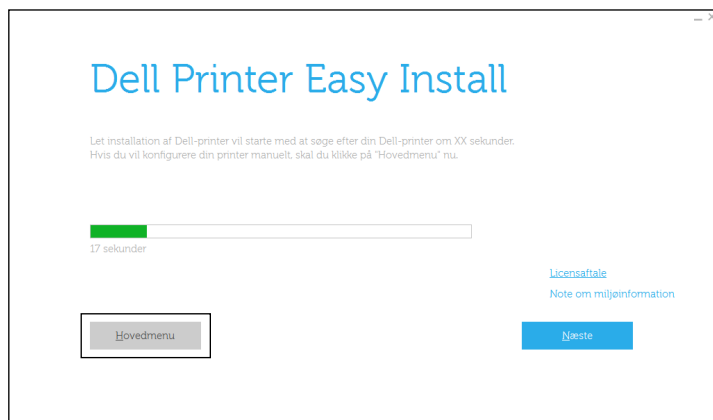 Dell Printer Easy Install
Let installation af Dell-printer vil starte med at søge efter din Dell-printer om XX sekunder.
Hvis du vil konfigurere din printer manuelt, skal du klikke på "Hovedmenu" nu.
17 sekunder
Licensaftale
Note om miljøinformation
Hovedmenu
Næste